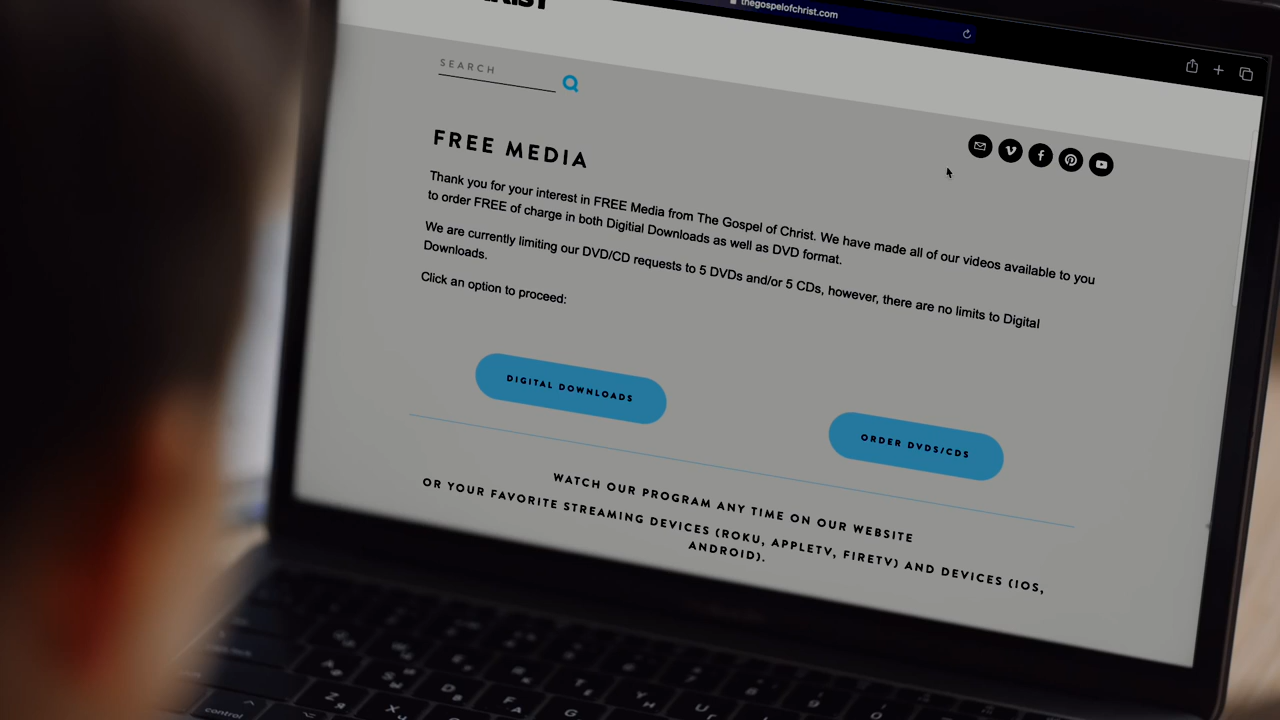 thegospelofchrist.com
SEARCH
FREE MEDIA
Thank you for your interest in FREE Media from The Gospel of Christ. We have made all of our videos available to you
to order FREE of charge in both Digitial Downloads as well as DVD format.
We are currently limiting our DVD/CD requests to 5 DVDs and/or 5 CDs, however, there are no limits to Digital
Downloads.
Click an option to proceed:
DIGITAL DOWNLOADS
ORDER DVDS/CDS
WATCH OUR PROGRAM ANY TIME ON OUR WEBSITE
OR YOUR FAVORITE STREAMING DEVICES (ROKU, APPLETV, FIRETV) AND DEVICES (IOS,
ANDROID).
control